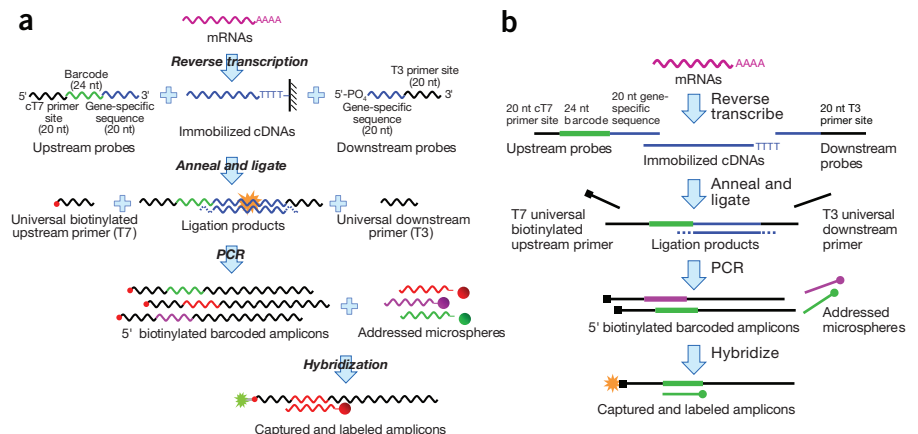 a
AAAA
mRNAs
Reverse transcription
Barcode
(24 nt)
5'
3'
cT7 primer
site
(20 nt)
Gene-specific
sequence
(20 nt)
Upstream probes
TTTT
Immobilized cDNAs
T3 primer site
(20 nt)
5'-PO4
3'
Gene-specific
sequence
(20 nt)
Downstream probes
Anneal and ligate
Universal biotinylated
upstream primer (T7)
Ligation products
Universal downstream
primer (T3)
PCR
5' biotinylated barcoded amplicons
Addressed microspheres
Hybridization
Captured and labeled amplicons
b
AAAA
mRNAs
Reverse
transcribe
20 nt cT7
primer site
24 nt
barcode
20 nt gene-
specific
sequence
20 nt T3
primer site
Upstream probes
TTTT
Immobilized cDNAs
Downstream
probes
Anneal and
ligate
T7 universal
biotinylated
upstream primer
Ligation products
T3 universal
downstream
primer
PCR
5' biotinylated barcoded amplicons
Addressed
microspheres
Hybridize
Captured and labeled amplicons